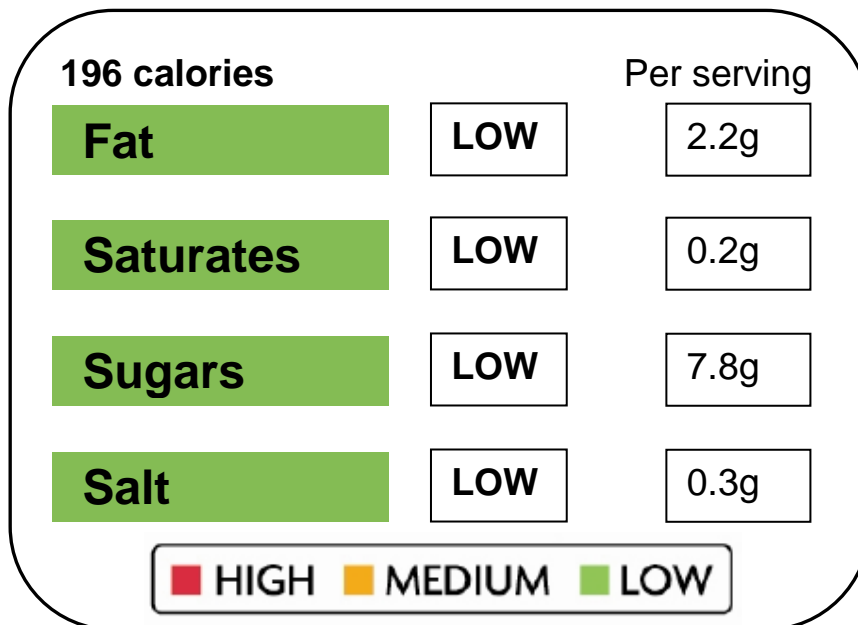 196 calories Per serving
Fat LOW 2.2g
Saturates LOW 0.2g
Sugars LOW 7.8g
Salt LOW 0.3g
HIGH MEDIUM LOW